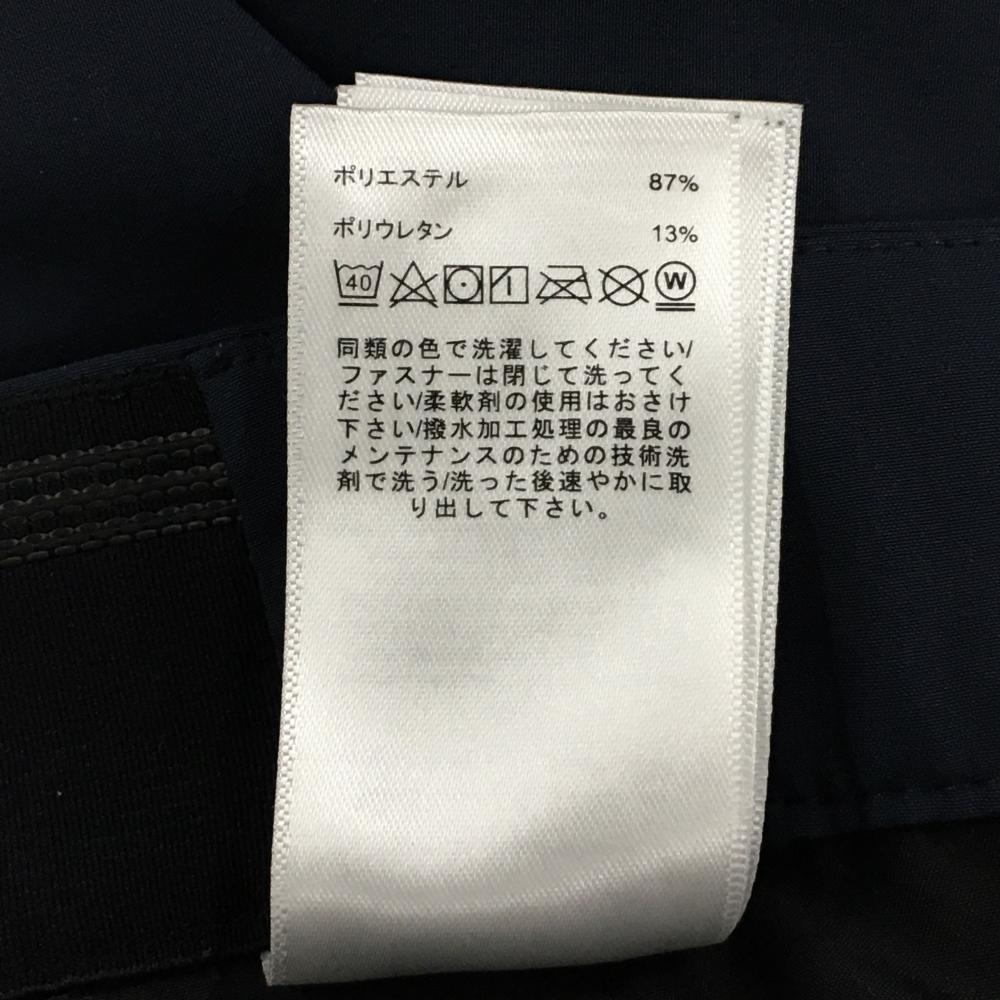 ポリエステル 87%
ポリウレタン 13%
40 W
同類の色で洗濯してください/
ファスナーは閉じて洗ってく
ださい/柔軟剤の使用はおさけ
下さい/撥水加工処理の最良の
メンテナンスのための技術洗
剤で洗う/洗った後速やかに取
り出して下さい。